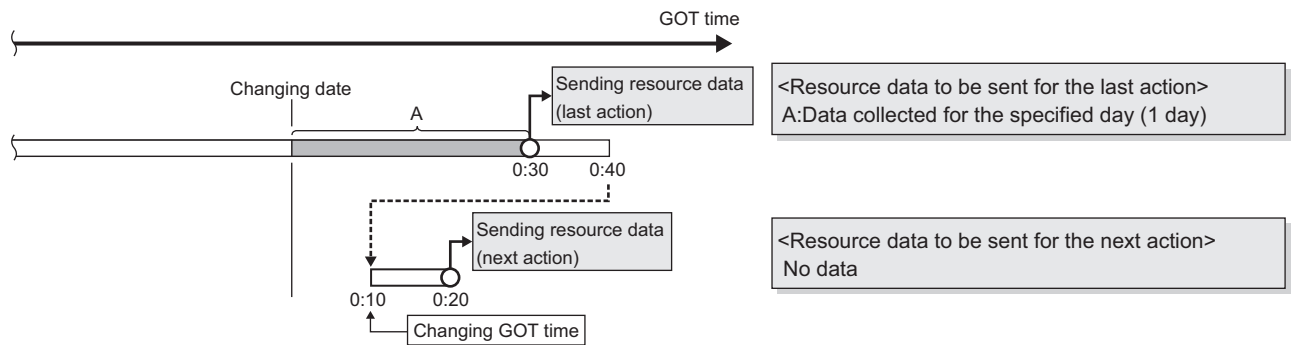 GOT time
Changing date
A
Sending resource data
(last action)
<Resource data to be sent for the last action>
A:Data collected for the specified day (1 day)
0:30
0:40
Sending resource data
(next action)
<Resource data to be sent for the next action>
No data
0:10
0:20
Changing GOT time